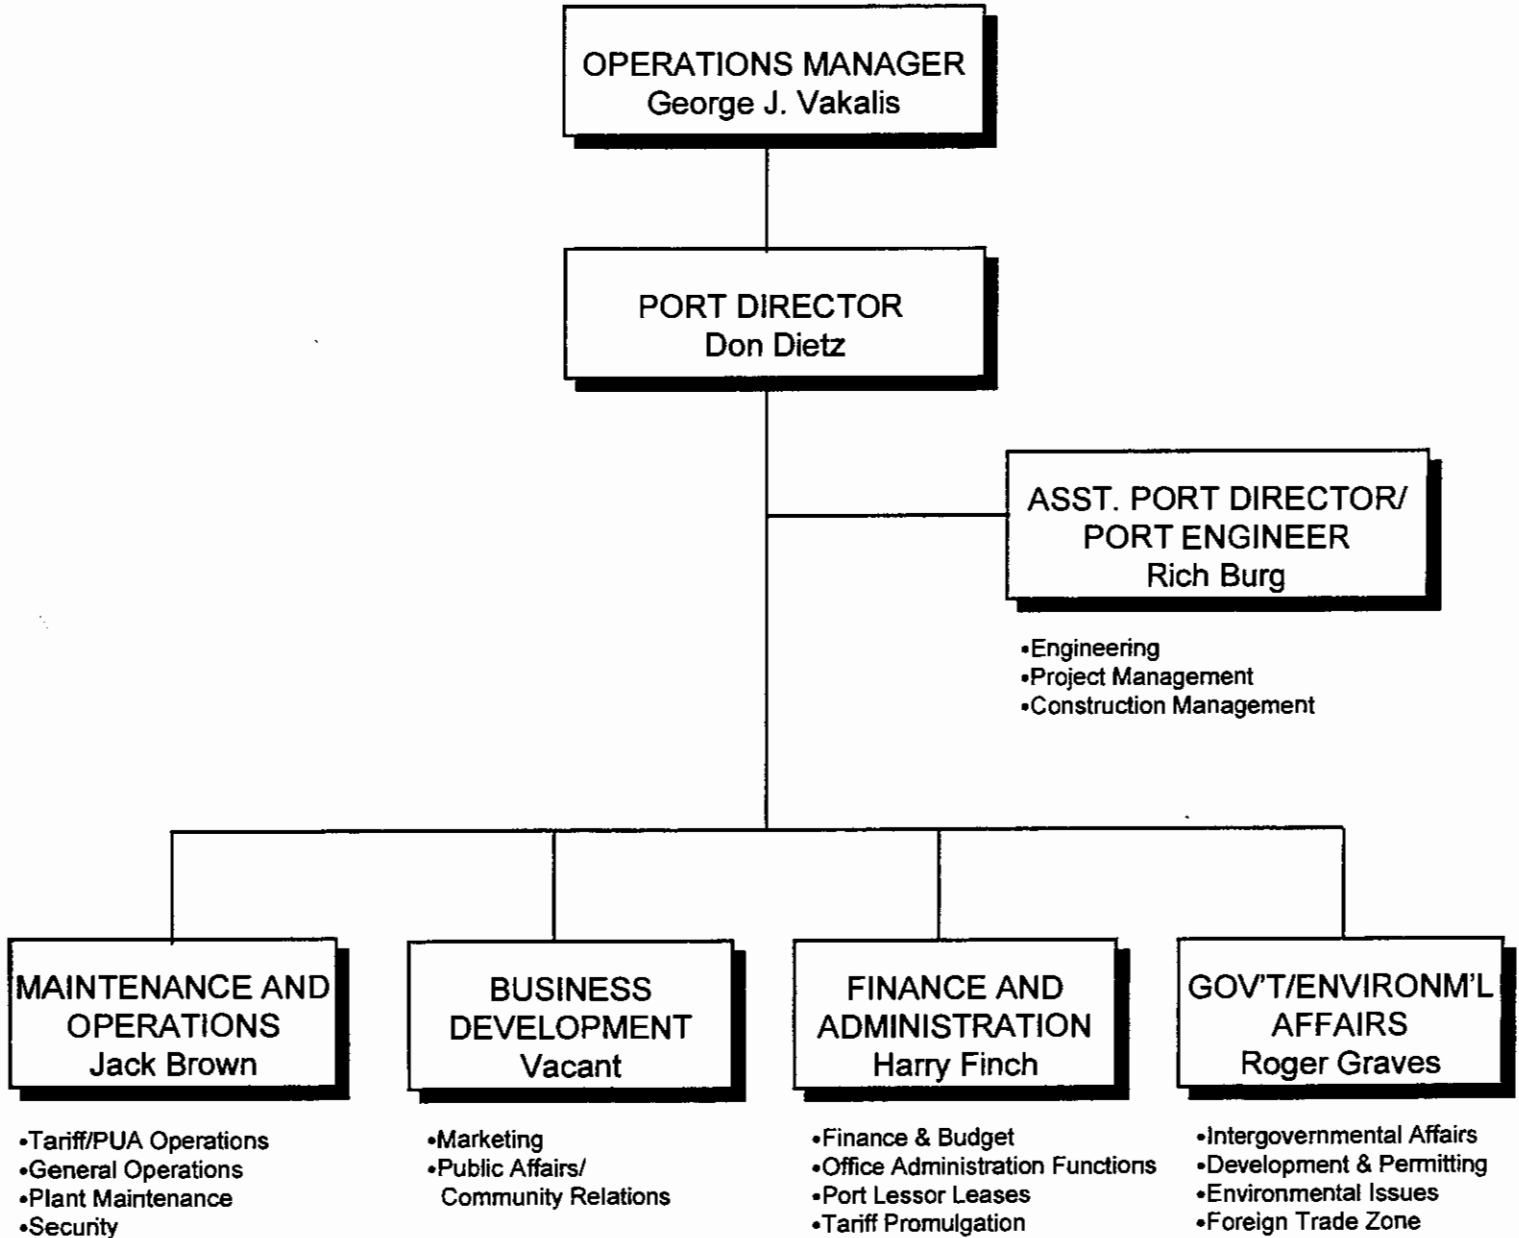 OPERATIONS MANAGER
George J. Vakalis
PORT DIRECTOR
Don Dietz
ASST. PORT DIRECTOR/
PORT ENGINEER
Rich Burg
•Engineering
•Project Management
•Construction Management
MAINTENANCE AND
OPERATIONS
Jack Brown
•Tariff/PUA Operations
•General Operations
•Plant Maintenance
•Security
BUSINESS
DEVELOPMENT
Vacant
•Marketing
•Public Affairs/
Community Relations
FINANCE AND
ADMINISTRATION
Harry Finch
•Finance & Budget
•Office Administration Functions
•Port Lessor Leases
•Tariff Promulgation
GOV'T/ENVIRONM'L
AFFAIRS
Roger Graves
•Intergovernmental Affairs
•Development & Permitting
•Environmental Issues
•Foreign Trade Zone